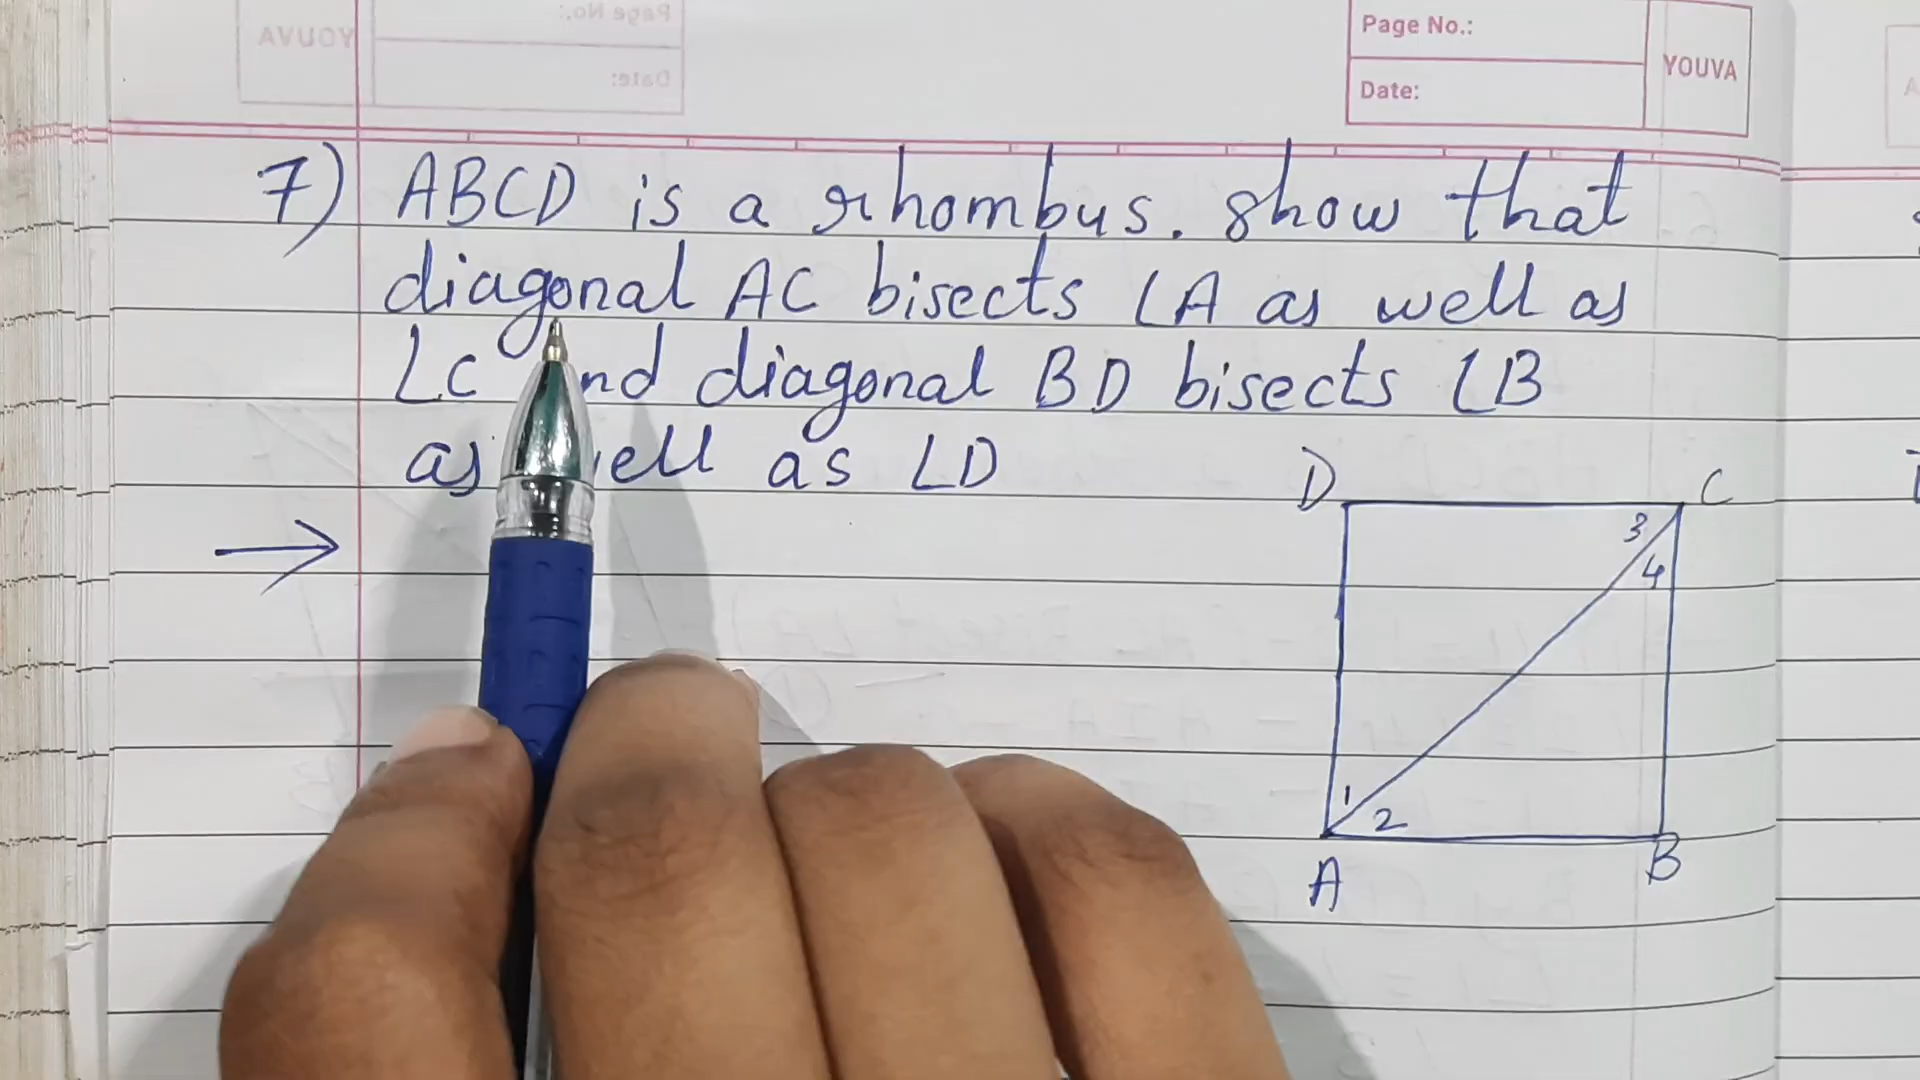 Page No.:
Date:
YOUVA
7) ABCD is a rhombus. show that
diagonal AC bisects ∠A as well as
∠C nd diagonal BD bisects ∠B
as ell as ∠D
D C
3
4
1
2
A B